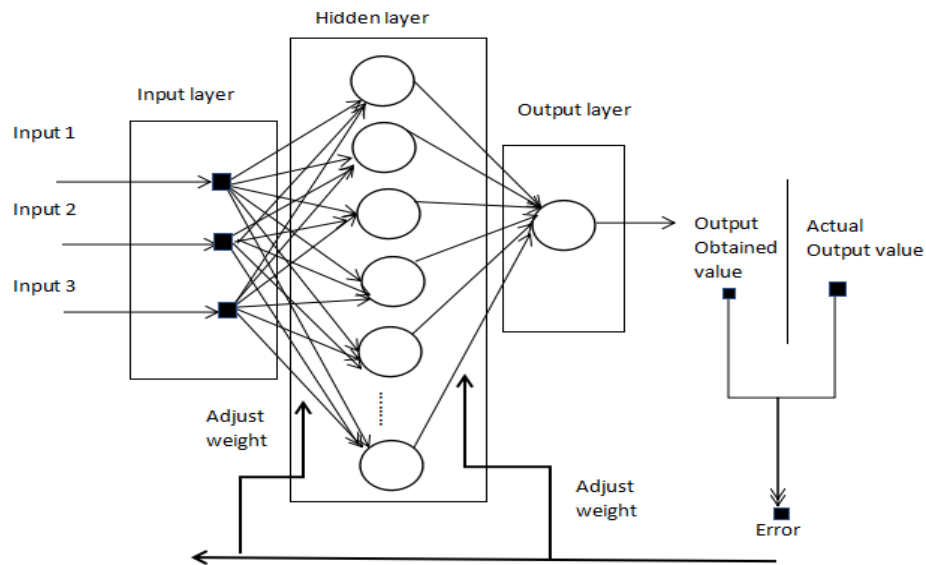 Hidden layer
Input layer
Output layer
Input 1
Input 2
Input 3
Output
Obtained
value
Actual
Output value
Adjust
weight
Adjust
weight
Error